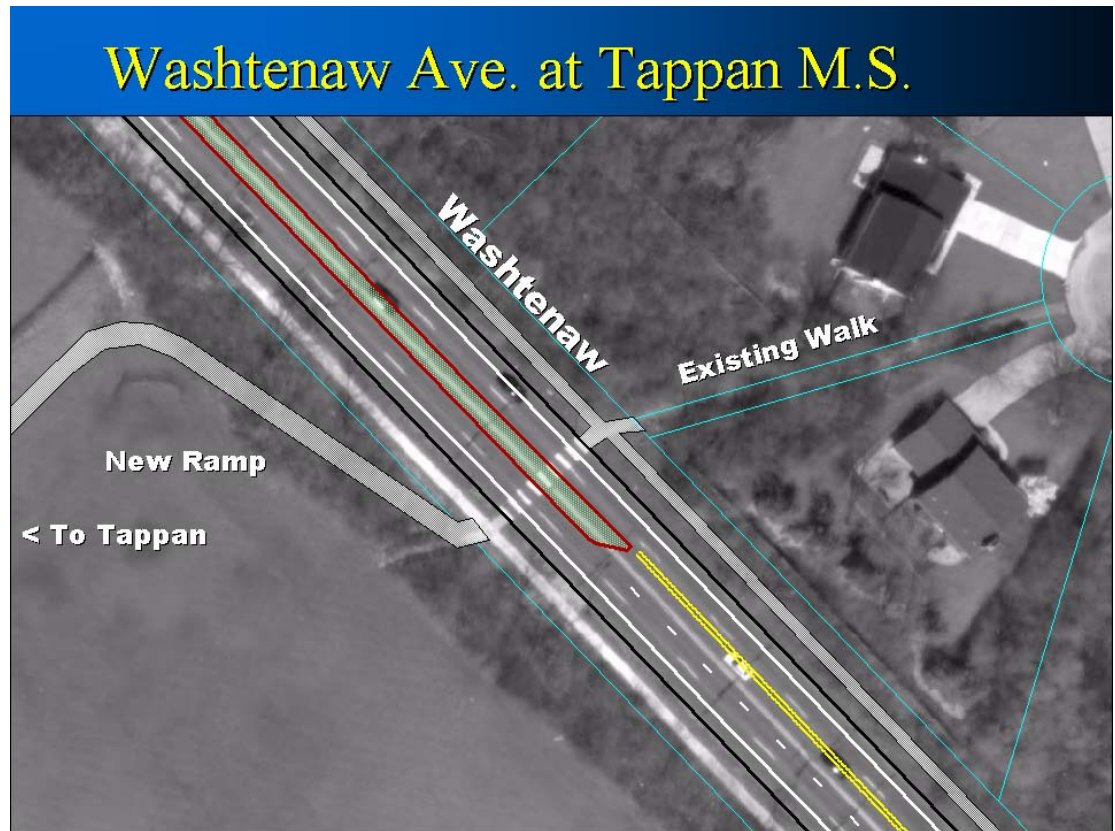 Washtenaw Ave. at Tappan M.S.
Washtenaw
Existing Walk
New Ramp
< To Tappan